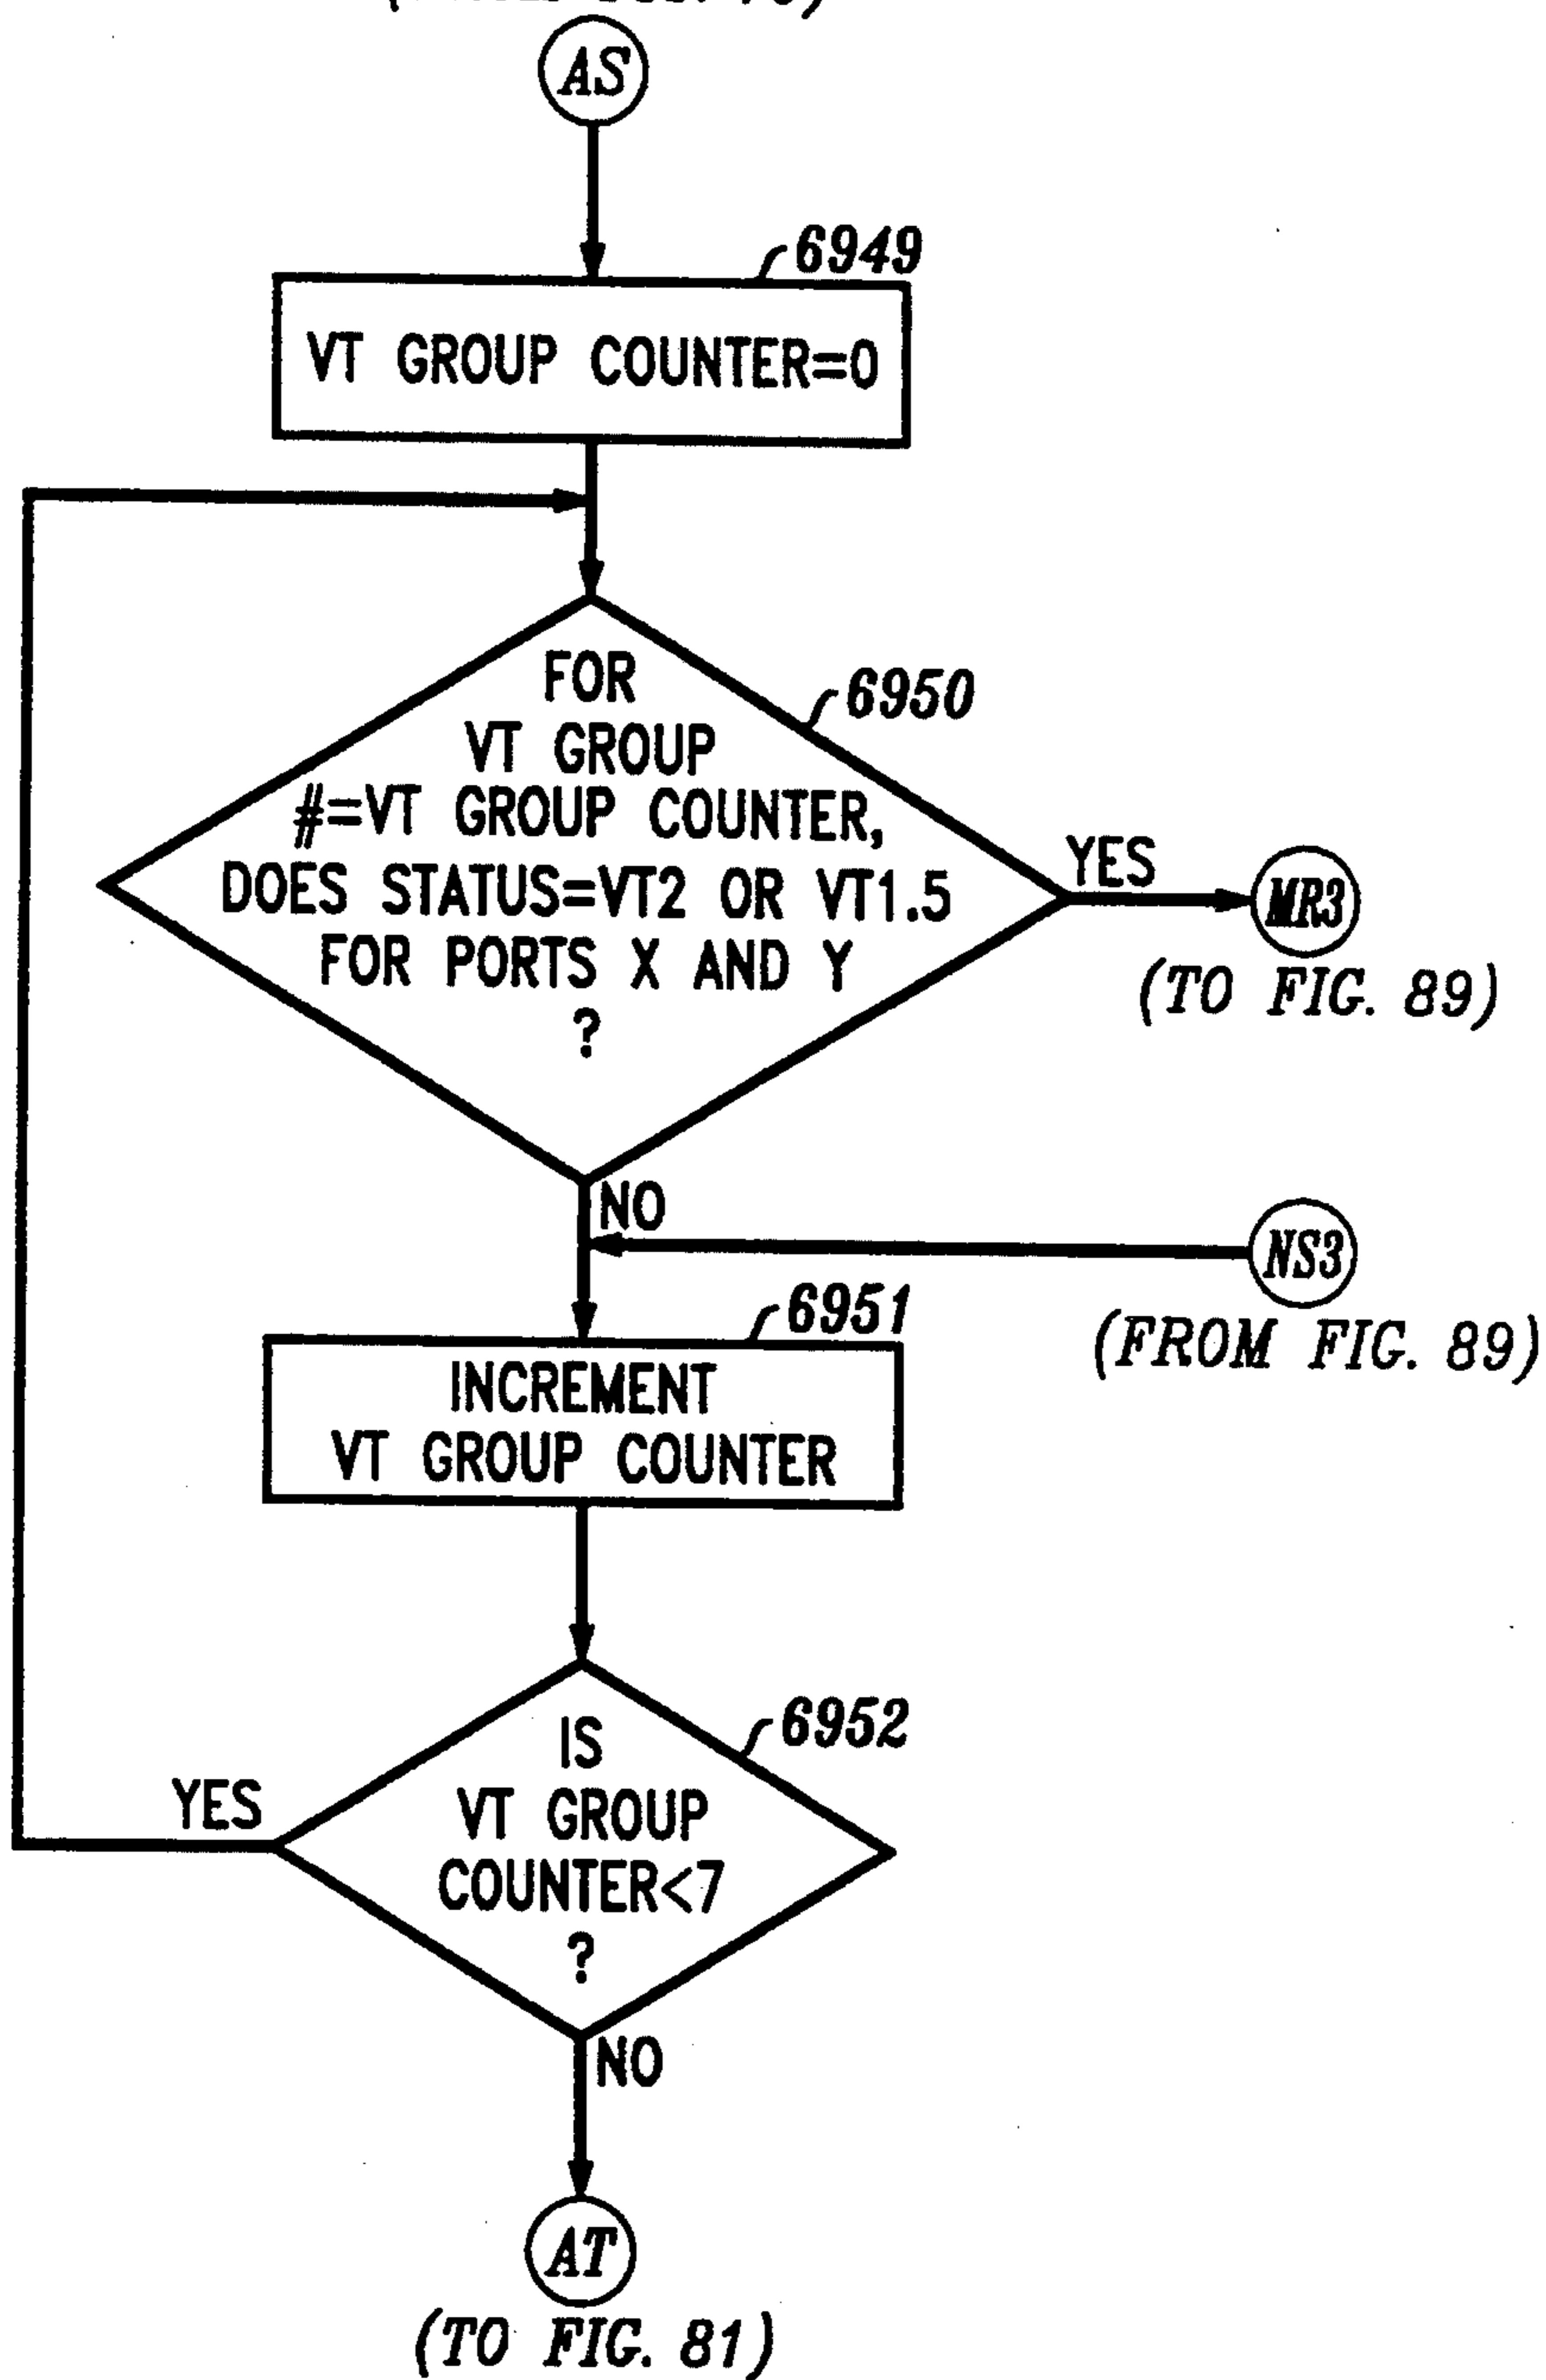 AS
6949
VT GROUP COUNTER=0
FOR
6950
VT GROUP
#=VT GROUP COUNTER,
DOES STATUS=VT2 OR VT1.5
FOR PORTS X AND Y
?
YES
MR3
(TO FIG. 89)
NO
NS3
(FROM FIG. 89)
6951
INCREMENT
VT GROUP COUNTER
6952
IS
VT GROUP
COUNTER<7
?
YES
NO
AT
(TO FIG. 81)